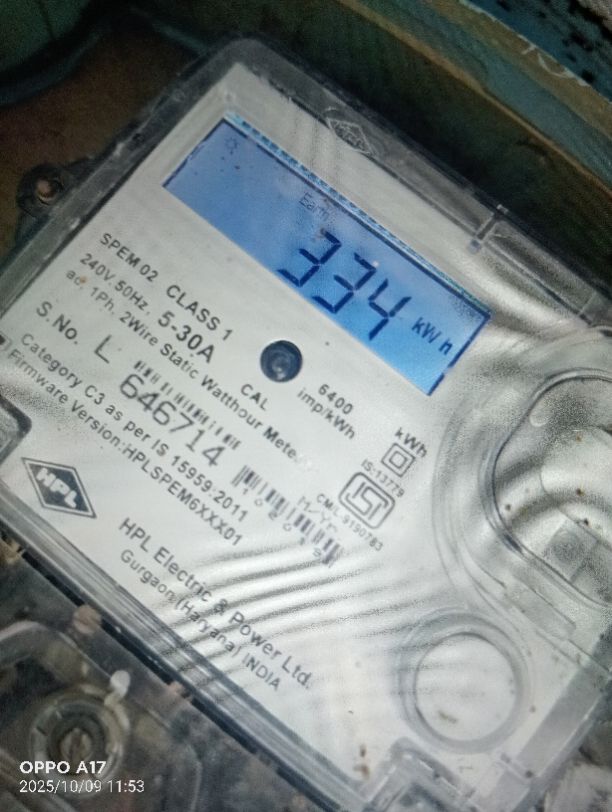 Earth
334 kWh
SPEM 02 CLASS 1
240V. 50Hz. 5-30A
ac, 1Ph. 2Wire Static Watthour Meter
CAL
6400
imp/kWh
kWh
S.No. L 646714
IS:13779
CM/L-9190783
Category C3 as per IS 15959:2011
Firmware Version:HPLSPEM6XXX01
HPL
HPL Electric & Power Ltd.
Gurgaon (Haryana) INDIA
OPPO A17
2025/10/09 11:53